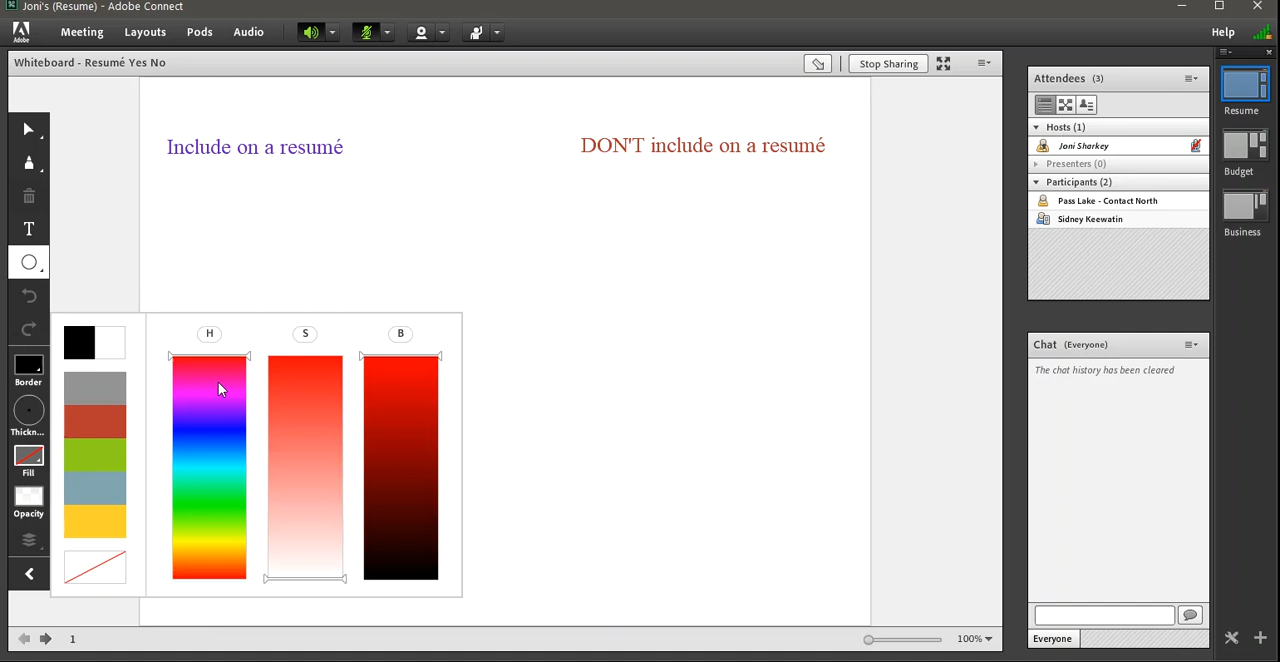 Joni's (Resume) - Adobe Connect
Adobe
Meeting
Layouts
Pods
Audio
Help
Whiteboard - Resumé Yes No
Stop Sharing
Include on a resumé
DON'T include on a resumé
T
H
S
B
Border
Thickn...
Fill
Opacity
1
100%
Attendees (3)
Hosts (1)
Joni Sharkey
Presenters (0)
Participants (2)
Pass Lake - Contact North
Sidney Keewatin
Chat (Everyone)
The chat history has been cleared
Everyone
Resume
Budget
Business